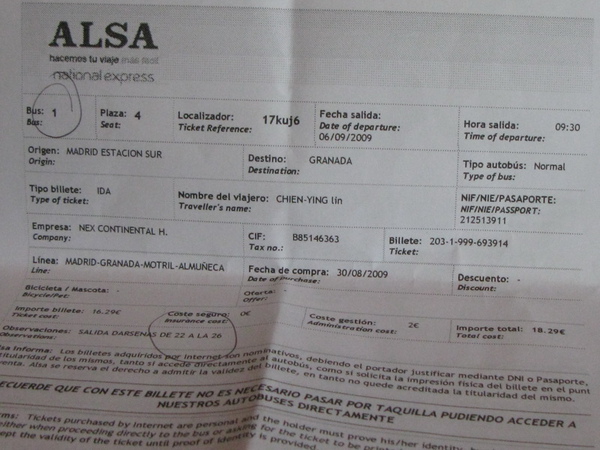 ALSA
hacemos tu viaje más fácil
national express
Bus: 1 Plaza: 4 Localizador: 17kuj6 Fecha salida: Hora salida: 09:30
Bus: Seat: Ticket Reference: Date of departure: Time of departure:
06/09/2009
Origen: MADRID ESTACION SUR Destino: GRANADA Tipo autobús: Normal
Origin: Destination: Type of bus:
Tipo billete: IDA Nombre del viajero: CHIEN-YING lin NIF/NIE/PASAPORTE:
Type of ticket: Traveller's name: NIF/NIE/PASSPORT:
212513911
Empresa: NEX CONTINENTAL H. CIF: B85146363 Billete: 203-1-999-693914
Company: Tax no.: Ticket:
Línea: MADRID-GRANADA-MOTRIL-ALMUÑECA Fecha de compra: 30/08/2009 Descuento: -
Line: Date of Purchase: Discount:
Bicicleta / Mascota: - Oferta: -
Bicycle/Pet: Offer:
Importe billete: 16.29€ Coste seguro: 0€ Coste gestión: 2€ Importe total: 18.29€
Ticket cost: Insurance cost: Administration cost: Total cost:
Observaciones: SALIDA DARSENAS DE 22 A LA 26
Observations:
Alsa informa: Los billetes adquiridos por Internet son nominativos, debiendo el portador justificar mediante DNI o Pasaporte,
titularidad de los mismos, tanto si accede directamente al autobús, como si solicita la impresión física del billete en el punt
venta. Alsa se reserva el derecho a admitir la validez del billete, en tanto no quede acreditada la titularidad del mismo.
RECUERDE QUE CON ESTE BILLETE NO ES NECESARIO PASAR POR TAQUILLA PUDIENDO ACCEDER A
NUESTROS AUTOBUSES DIRECTAMENTE
rms: Tickets purchased by internet are personal and the holder must prove his/her identity
either when proceeding directly to the bus or asking for the ticket to be
ept the validity of the ticket until proof of identity is provided.